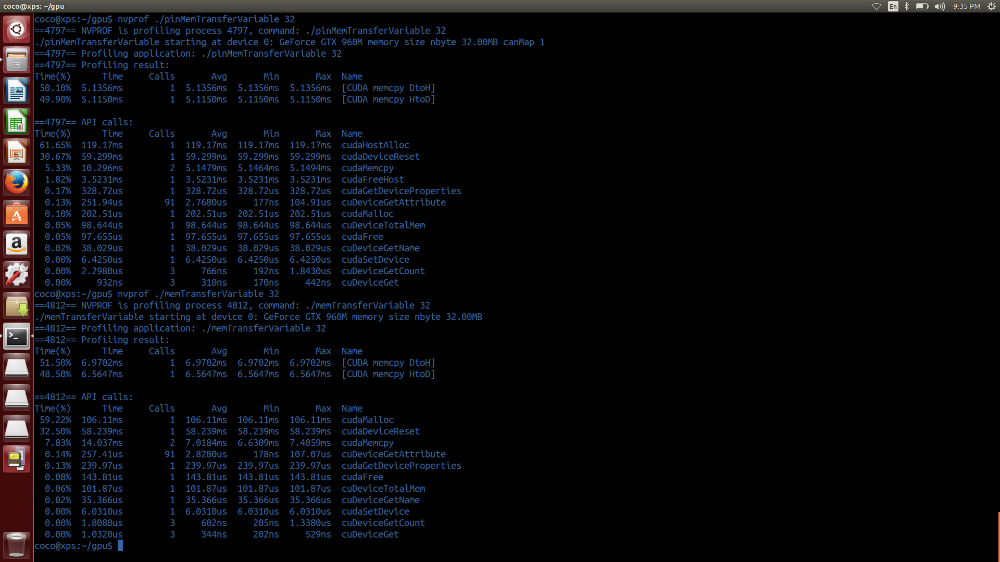 coco@xps: ~/gpu
En
9:35 PM
coco@xps:~/gpu$ nvprof ./pinMemTransferVariable 32
==4797== NVPROF is profiling process 4797, command: ./pinMemTransferVariable 32
./pinMemTransferVariable starting at device 0: GeForce GTX 960M memory size nbyte 32.00MB canMap 1
==4797== Profiling application: ./pinMemTransferVariable 32
==4797== Profiling result:
Time(%)      Time     Calls       Avg       Min       Max  Name
 50.10%  5.1356ms         1  5.1356ms  5.1356ms  5.1356ms  [CUDA memcpy DtoH]
 49.90%  5.1150ms         1  5.1150ms  5.1150ms  5.1150ms  [CUDA memcpy HtoD]
==4797== API calls:
Time(%)      Time     Calls       Avg       Min       Max  Name
 61.65%  119.17ms         1  119.17ms  119.17ms  119.17ms  cudaHostAlloc
 30.67%  59.299ms         1  59.299ms  59.299ms  59.299ms  cudaDeviceReset
  5.33%  10.296ms         2  5.1479ms  5.1464ms  5.1494ms  cudaMemcpy
  1.82%  3.5231ms         1  3.5231ms  3.5231ms  3.5231ms  cudaFreeHost
  0.17%  328.72us         1  328.72us  328.72us  328.72us  cudaGetDeviceProperties
  0.13%  251.94us        91  2.7680us     177ns  104.91us  cuDeviceGetAttribute
  0.10%  202.51us         1  202.51us  202.51us  202.51us  cudaMalloc
  0.05%  98.644us         1  98.644us  98.644us  98.644us  cuDeviceTotalMem
  0.05%  97.655us         1  97.655us  97.655us  97.655us  cudaFree
  0.02%  38.029us         1  38.029us  38.029us  38.029us  cuDeviceGetName
  0.00%  6.4250us         1  6.4250us  6.4250us  6.4250us  cudaSetDevice
  0.00%  2.2980us         3     766ns     192ns  1.8430us  cuDeviceGetCount
  0.00%     932ns         3     310ns     170ns     442ns  cuDeviceGet
coco@xps:~/gpu$ nvprof ./memTransferVariable 32
==4812== NVPROF is profiling process 4812, command: ./memTransferVariable 32
./memTransferVariable starting at device 0: GeForce GTX 960M memory size nbyte 32.00MB
==4812== Profiling application: ./memTransferVariable 32
==4812== Profiling result:
Time(%)      Time     Calls       Avg       Min       Max  Name
 51.50%  6.9702ms         1  6.9702ms  6.9702ms  6.9702ms  [CUDA memcpy DtoH]
 48.50%  6.5647ms         1  6.5647ms  6.5647ms  6.5647ms  [CUDA memcpy HtoD]
==4812== API calls:
Time(%)      Time     Calls       Avg       Min       Max  Name
 59.22%  106.11ms         1  106.11ms  106.11ms  106.11ms  cudaMalloc
 32.50%  58.239ms         1  58.239ms  58.239ms  58.239ms  cudaDeviceReset
  7.83%  14.037ms         2  7.0184ms  6.6309ms  7.4059ms  cudaMemcpy
  0.14%  257.41us        91  2.8280us     178ns  107.07us  cuDeviceGetAttribute
  0.13%  239.97us         1  239.97us  239.97us  239.97us  cudaGetDeviceProperties
  0.08%  143.81us         1  143.81us  143.81us  143.81us  cudaFree
  0.06%  101.87us         1  101.87us  101.87us  101.87us  cuDeviceTotalMem
  0.02%  35.366us         1  35.366us  35.366us  35.366us  cuDeviceGetName
  0.00%  6.0310us         1  6.0310us  6.0310us  6.0310us  cudaSetDevice
  0.00%  1.8080us         3     602ns     205ns  1.3380us  cuDeviceGetCount
  0.00%  1.0320us         3     344ns     202ns     529ns  cuDeviceGet
coco@xps:~/gpu$